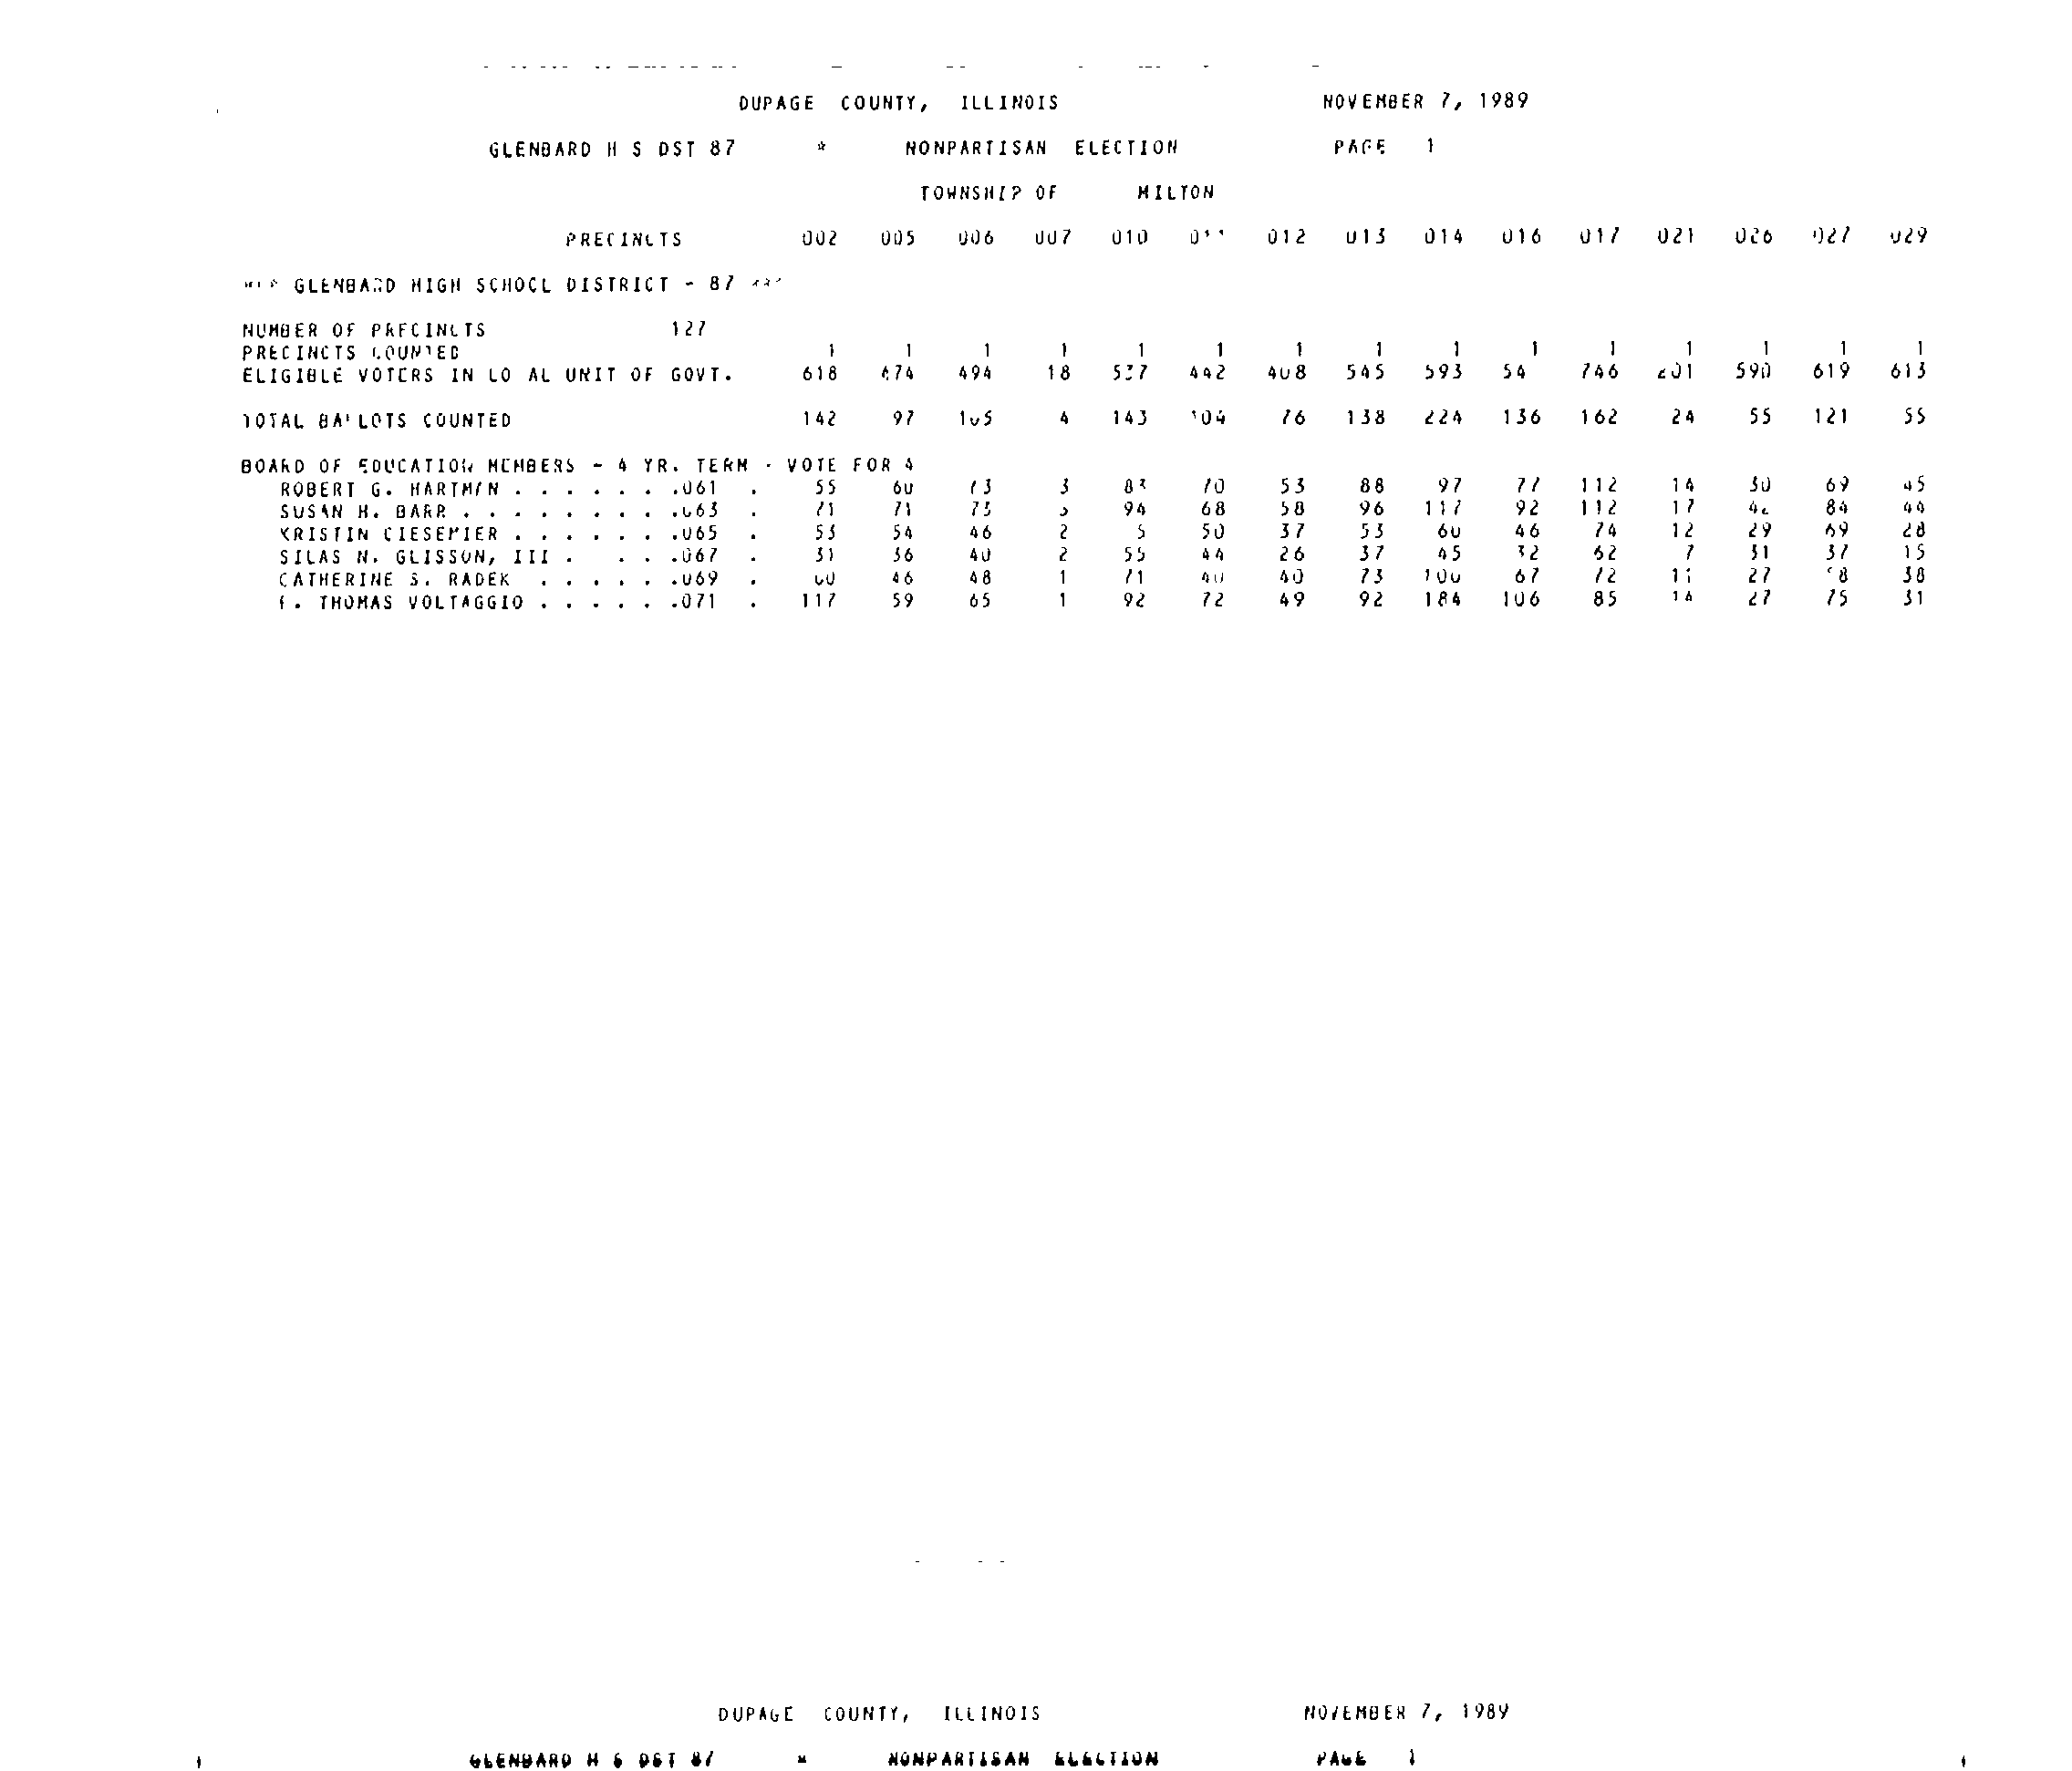 DUPAGE COUNTY, ILLINOIS NOVEMBER 7, 1989
GLENBARD H S DST 87 * NONPARTISAN ELECTION PAGE 1
TOWNSHIP OF MILTON
PRECINCTS 002 005 006 007 010 011 012 013 014 016 017 021 026 027 029
GLENBARD HIGH SCHOOL DISTRICT - 87 ***
NUMBER OF PRECINCTS 127
PRECINCTS COUNTED 1 1 1 1 1 1 1 1 1 1 1 1 1 1 1
ELIGIBLE VOTERS IN LO AL UNIT OF GOVT. 618 474 494 18 537 442 408 545 593 54 746 201 590 619 613
TOTAL BALLOTS COUNTED 142 97 105 4 143 104 76 138 224 136 162 24 55 121 55
BOARD OF EDUCATION MEMBERS - 4 YR. TERM - VOTE FOR 4
ROBERT G. HARTMAN . . . . . . .061 . 55 60 73 3 83 70 53 88 97 77 112 14 30 69 45
SUSAN H. BARR . . . . . . . . .063 . 71 71 75 94 68 58 96 117 92 112 17 42 84 44
KRISTIN CIESEMIER . . . . . . .065 . 53 54 46 2 5 50 37 53 60 46 74 12 29 69 28
SILAS N. GLISSON, III . . . .067 . 31 36 40 2 55 44 26 37 45 32 62 7 31 37 15
CATHERINE S. RADEK . . . . . .069 . 60 46 48 1 71 40 40 73 100 67 72 11 27 38
THOMAS VOLTAGGIO . . . . . .071 . 117 59 65 1 92 72 49 92 184 106 85 14 27 75 31
DUPAGE COUNTY, ILLINOIS NOVEMBER 7, 1989
GLENBARD H S DST 87 * NONPARTISAN ELECTION PAGE 1